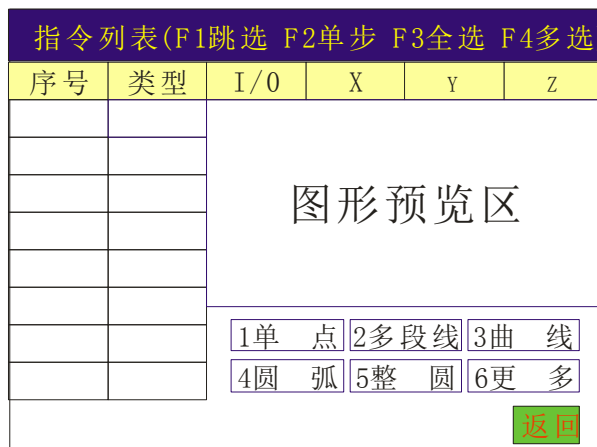 指令列表(F1跳选 F2单步 F3全选 F4多选
序号 类型 I/0 X Y Z
图形预览区
1单 点 2多段线 3曲 线
4圆 弧 5整 圆 6更 多
返回